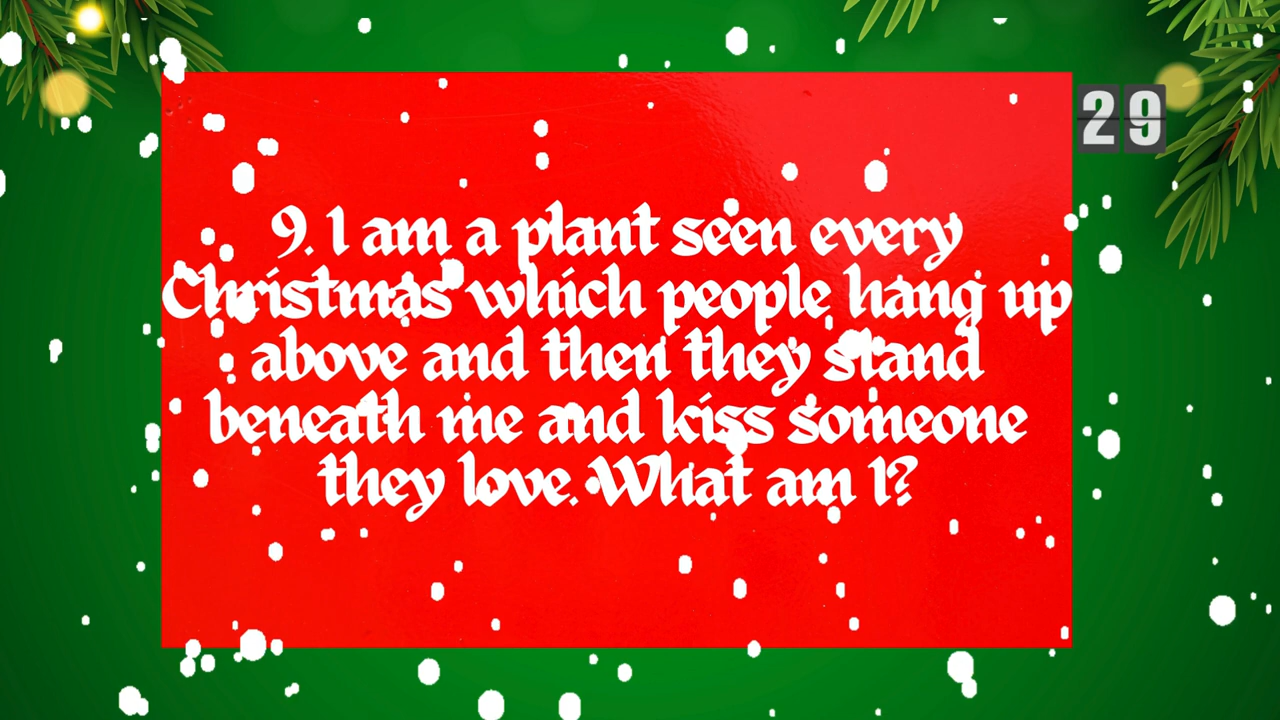 29
9. I am a plant seen every
Christmas which people hang up
above and then they stand
beneath me and kiss someone
they love. What am I?